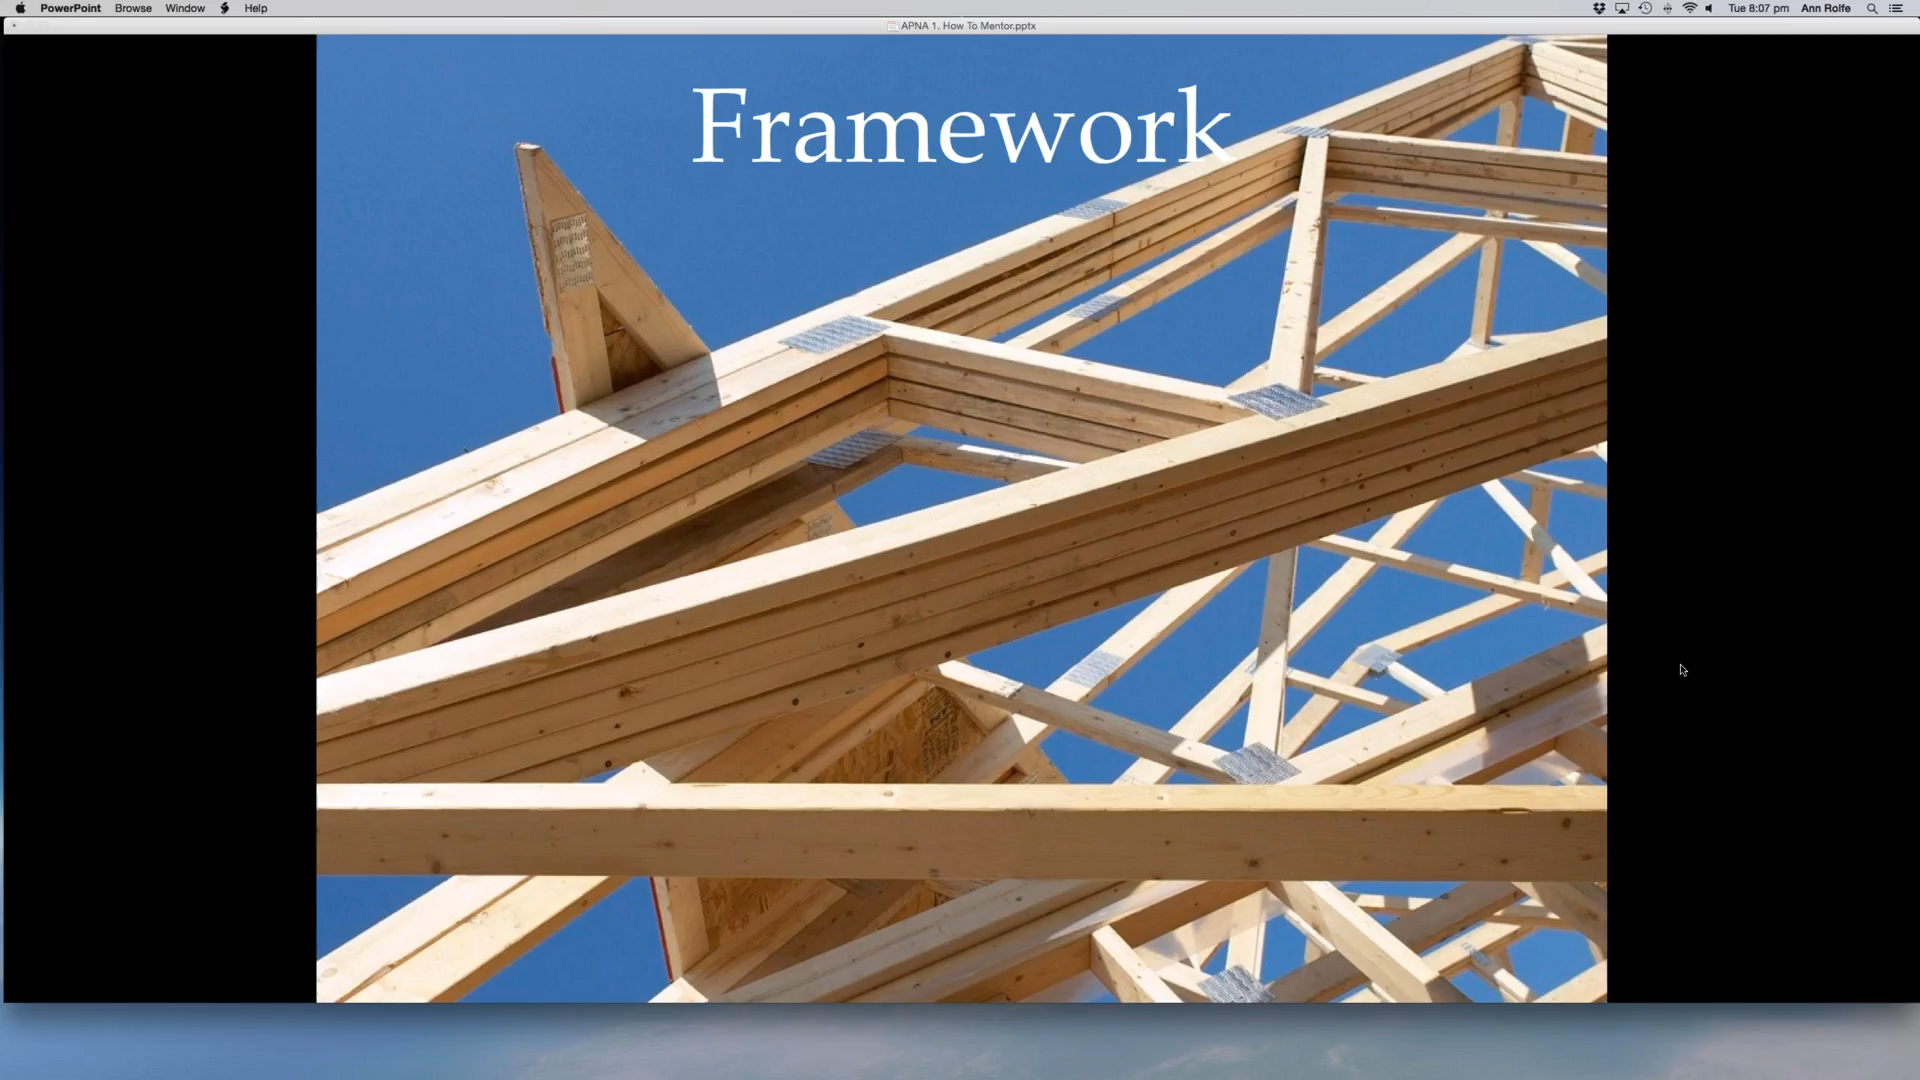 PowerPoint Browse Window Help
Tue 8:07 pm Ann Rolfe
APNA 1. How To Mentor.pptx
Framework